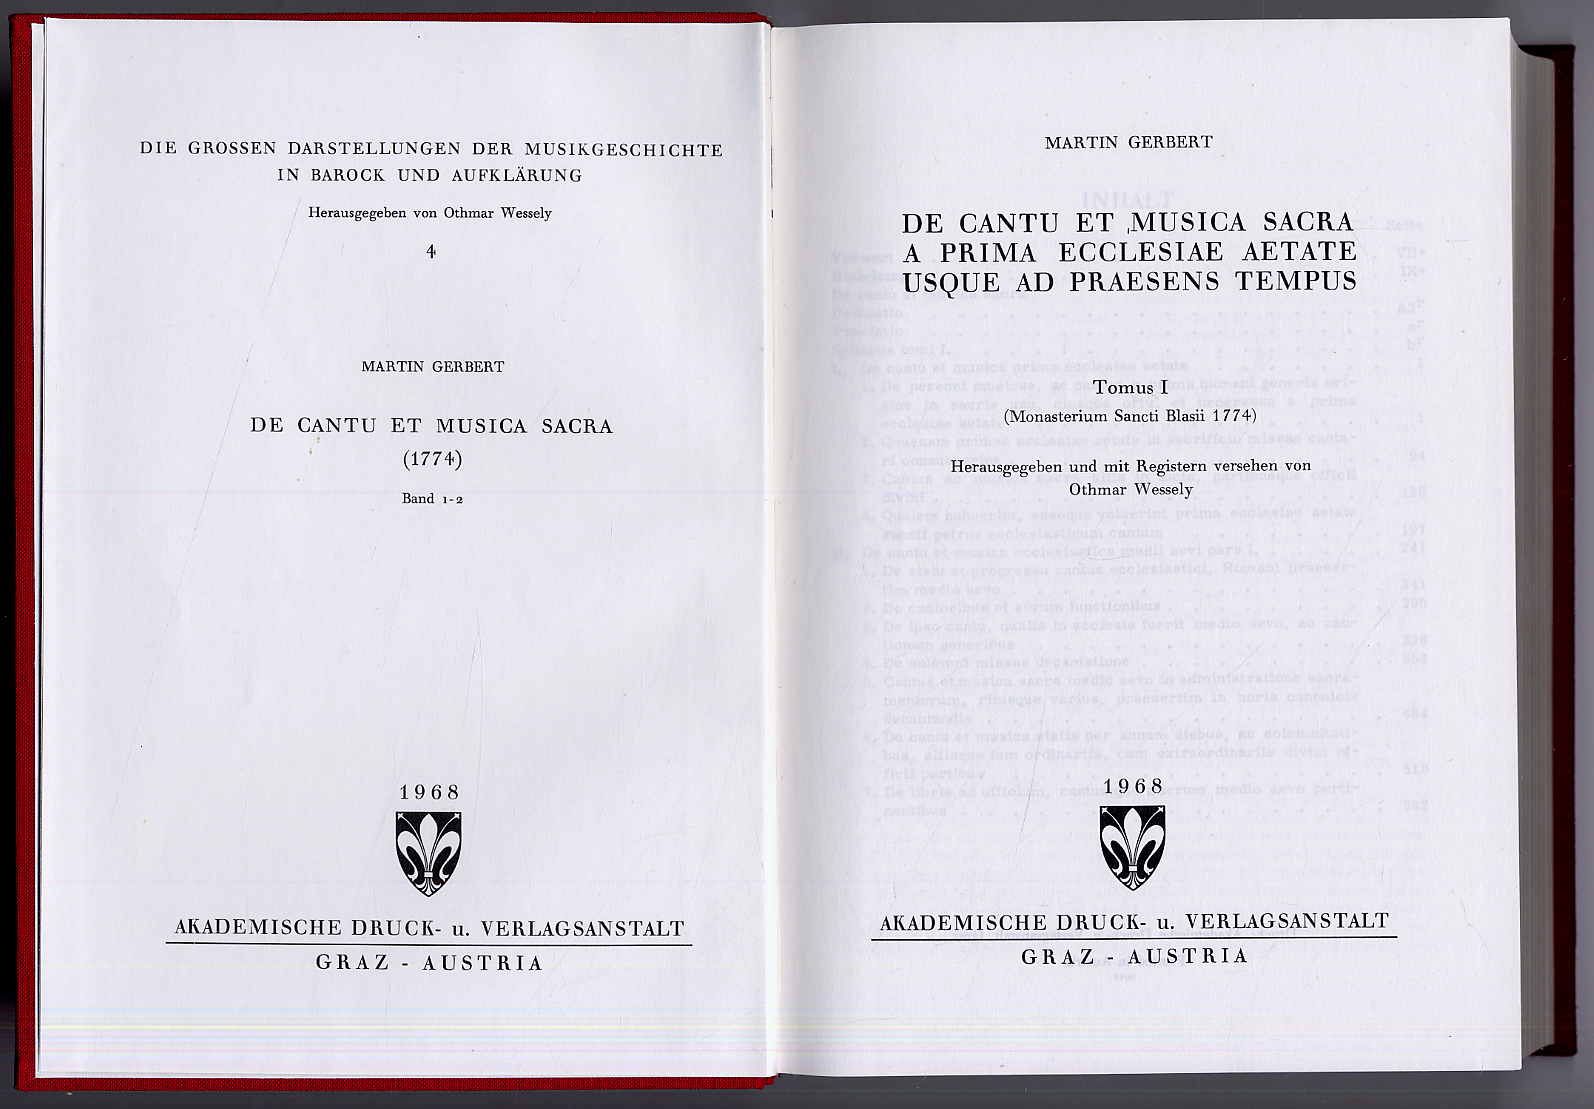 DIE GROSSEN DARSTELLUNGEN DER MUSIKGESCHICHTE
IN BAROCK UND AUFKLÄRUNG
Herausgegeben von Othmar Wessely
4
MARTIN GERBERT
DE CANTU ET MUSICA SACRA
(1774)
Band 1-2
1968
AKADEMISCHE DRUCK- u. VERLAGSANSTALT
GRAZ - AUSTRIA
MARTIN GERBERT
DE CANTU ET MUSICA SACRA
A PRIMA ECCLESIAE AETATE
USQUE AD PRAESENS TEMPUS
Tomus I
(Monasterium Sancti Blasii 1774)
Herausgegeben und mit Registern versehen von
Othmar Wessely
1968
AKADEMISCHE DRUCK- u. VERLAGSANSTALT
GRAZ - AUSTRIA